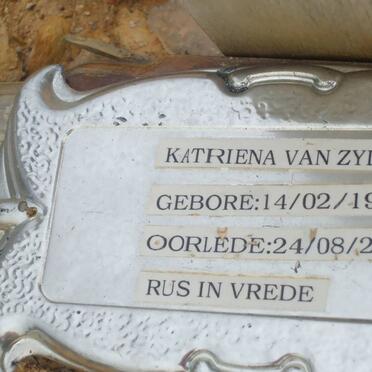 KATRIENA VAN ZYL
GEBORE:14/02/19
OORLEDE:24/08/2
RUS IN VREDE